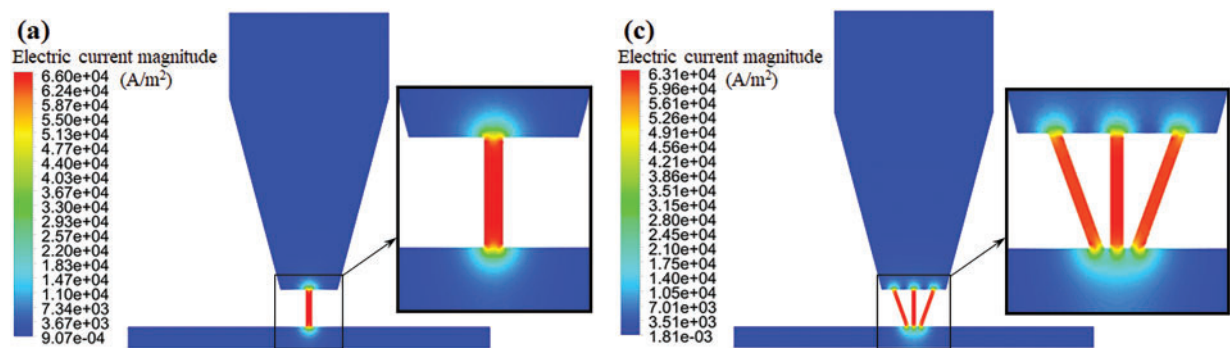 (a)
Electric current magnitude
(A/m²)
6.60e+04
6.24e+04
5.87e+04
5.50e+04
5.13e+04
4.77e+04
4.40e+04
4.03e+04
3.67e+04
3.30e+04
2.93e+04
2.57e+04
2.20e+04
1.83e+04
1.47e+04
1.10e+04
7.34e+03
3.67e+03
9.07e-04
(c)
Electric current magnitude
(A/m²)
6.31e+04
5.96e+04
5.61e+04
5.26e+04
4.91e+04
4.56e+04
4.21e+04
3.86e+04
3.51e+04
3.15e+04
2.80e+04
2.45e+04
2.10e+04
1.75e+04
1.40e+04
1.05e+04
7.01e+03
3.51e+03
1.81e-03